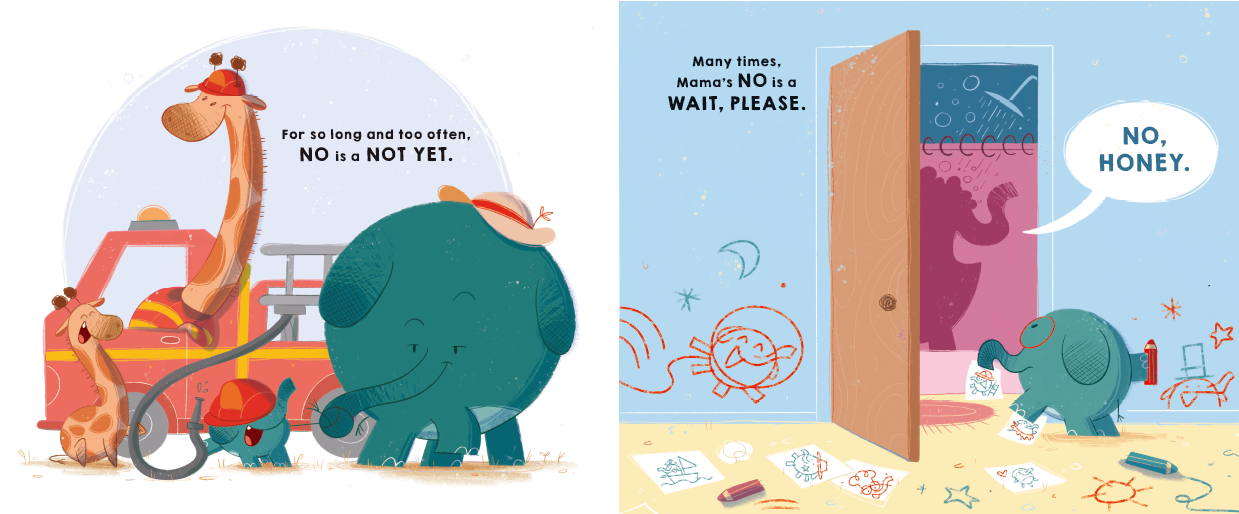 For so long and too often,
NO is a NOT YET.
Many times,
Mama's NO is a
WAIT, PLEASE.
NO,
HONEY.